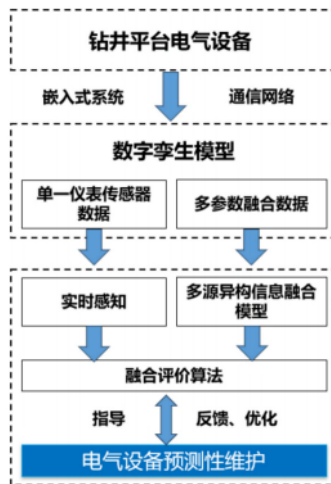 钻井平台电气设备
嵌入式系统 通信网络
数字孪生模型
单一仪表传感器
数据
多参数融合数据
实时感知
多源异构信息融合
模型
融合评价算法
指导 反馈、优化
电气设备预测性维护